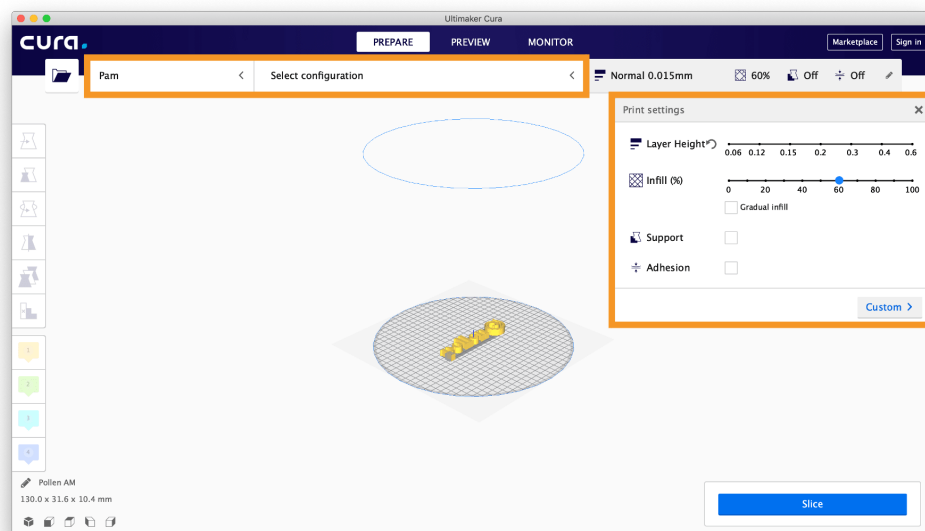 Ultimaker Cura
cura.
PREPARE PREVIEW MONITOR
Marketplace Sign in
Pam Select configuration Normal 0.015mm 60% Off Off
Print settings
Layer Height
0.06 0.12 0.15 0.2 0.3 0.4 0.6
Infill (%)
0 20 40 60 80 100
Gradual infill
Support
Adhesion
Custom
Pollen AM
130.0 x 31.6 x 10.4 mm
Slice